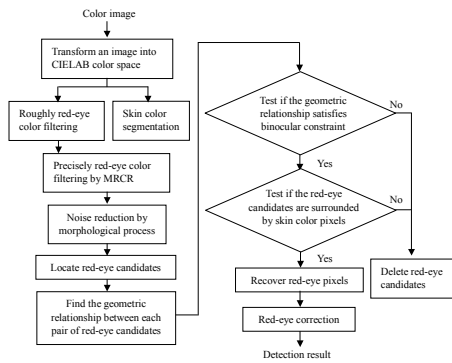 Color image
Transform an image into
CIELAB color space
Roughly red-eye
color filtering
Skin color
segmentation
Precisely red-eye color
filtering by MRCR
Noise reduction by
morphological process
Locate red-eye candidates
Find the geometric
relationship between each
pair of red-eye candidates
Test if the geometric
relationship satisfies
binocular constraint
No
Yes
Test if the red-eye
candidates are surrounded
by skin color pixels
No
Yes
Recover red-eye pixels
Delete red-eye
candidates
Red-eye correction
Detection result